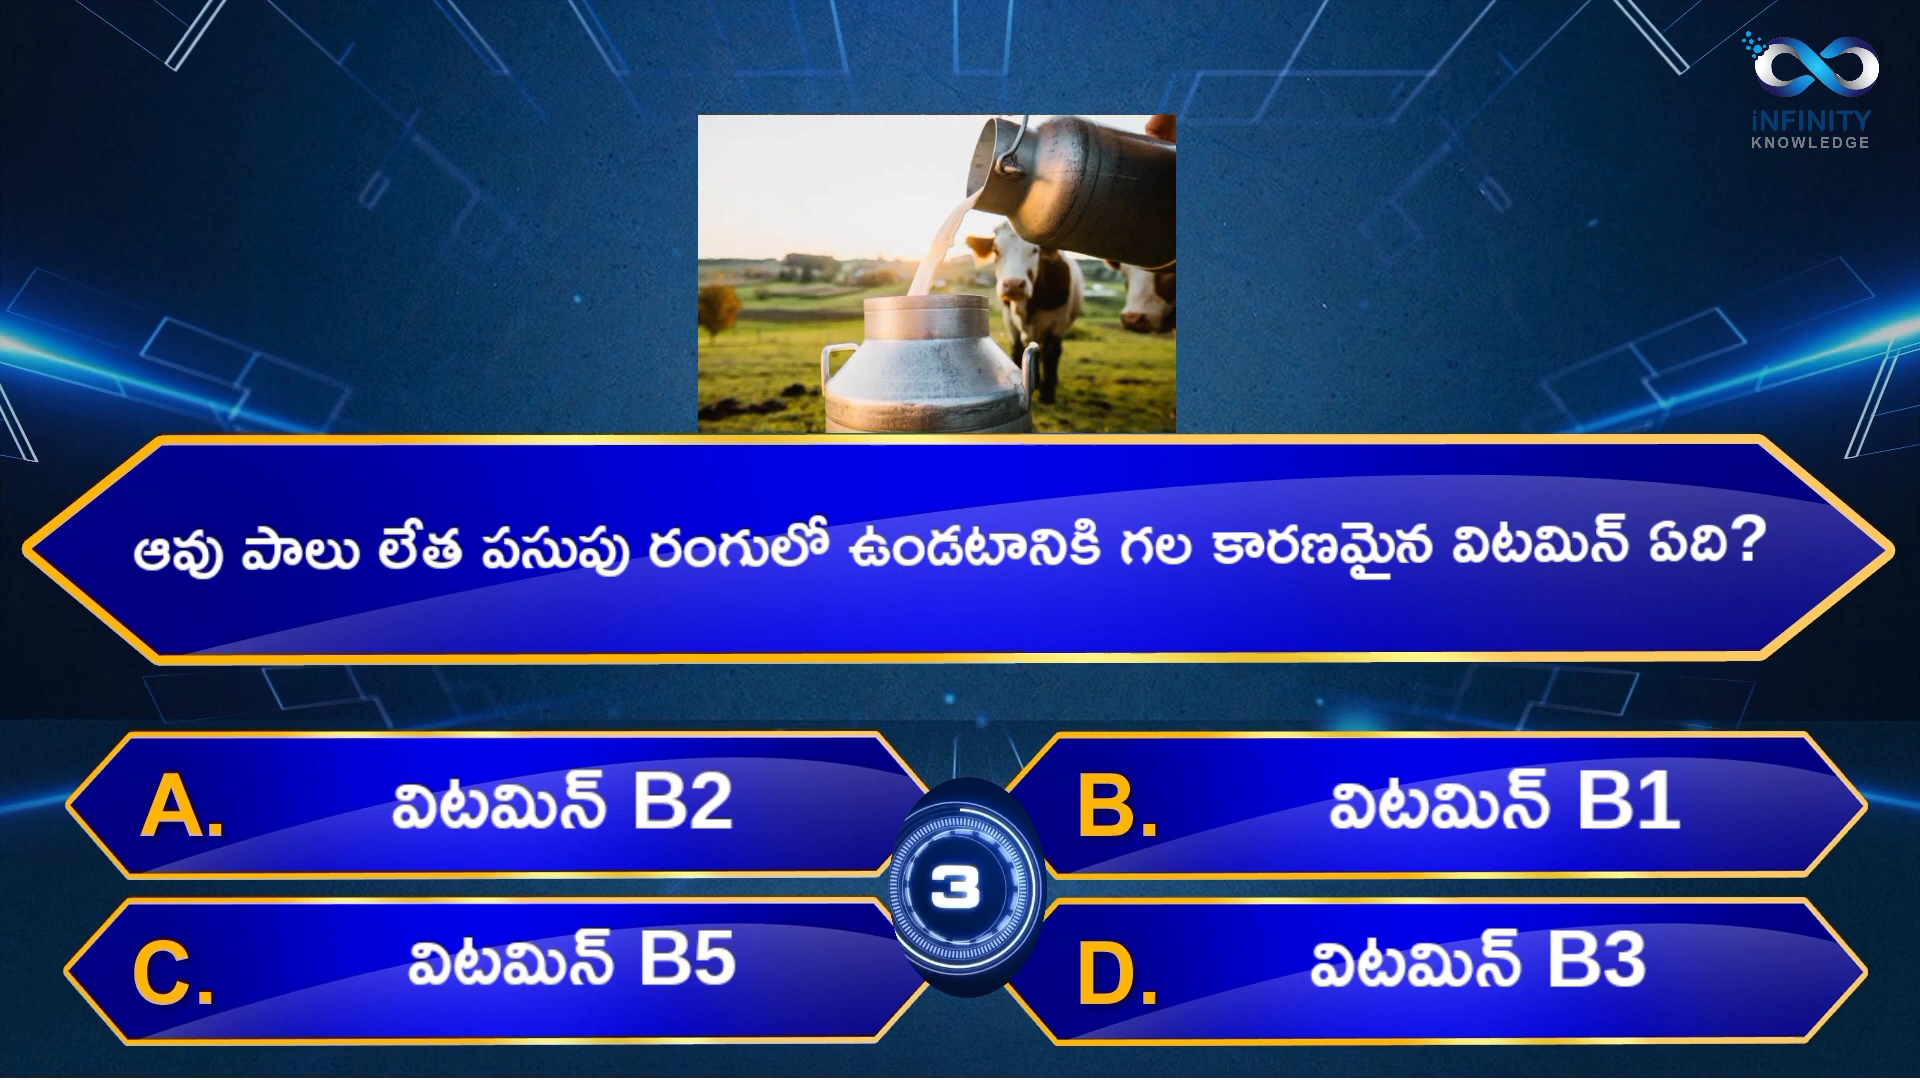 iNFINITY
KNOWLEDGE
ఆవు పాలు లేత పసుపు రంగులో ఉండటానికి గల కారణమైన విటమిన్ ఏది?
A. విటమిన్ B2
B. విటమిన్ B1
3
C. విటమిన్ B5
D. విటమిన్ B3